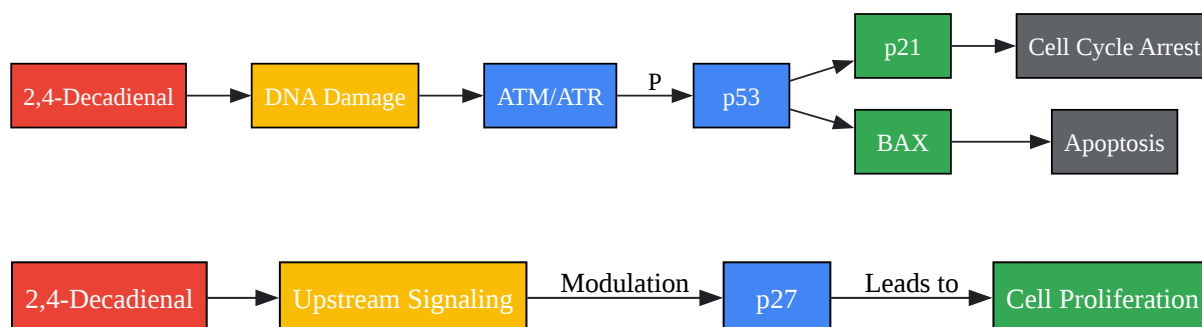 2,4-Decadienal
DNA Damage
ATM/ATR
P
p53
p21
Cell Cycle Arrest
BAX
Apoptosis
2,4-Decadienal
Upstream Signaling
Modulation
p27
Leads to
Cell Proliferation